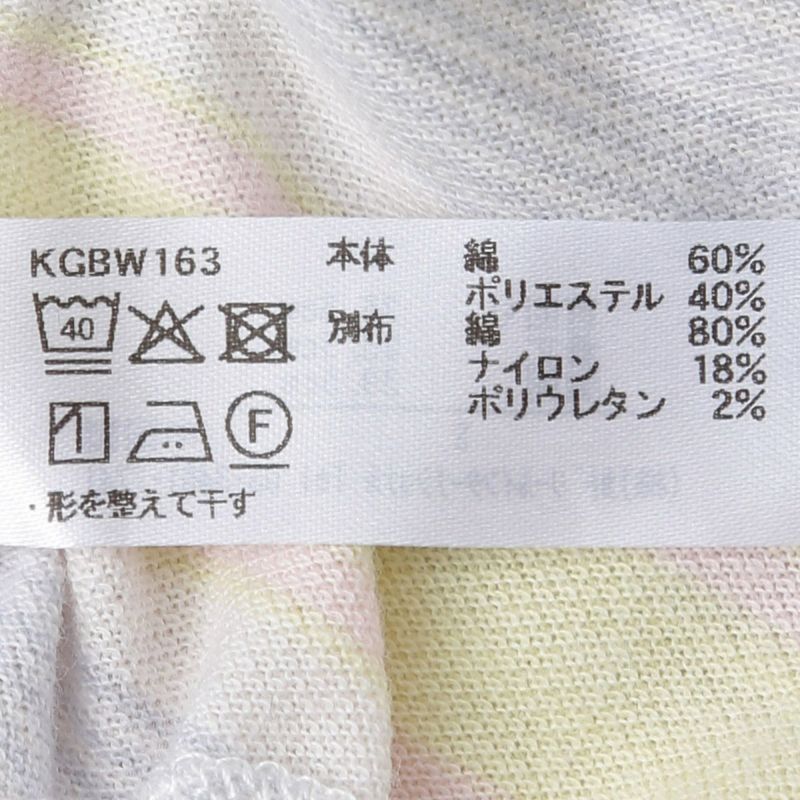 KGBW163
本体 綿 60%
ポリエステル 40%
別布 綿 80%
ナイロン 18%
ポリウレタン 2%
40
F
・形を整えて干す